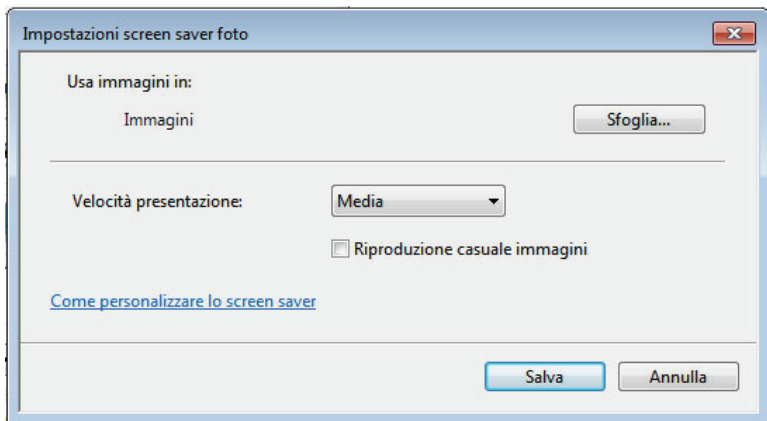 Impostazioni screen saver foto
Usa immagini in:
Immagini
Sfoglia...
Velocità presentazione:
Media
Riproduzione casuale immagini
Come personalizzare lo screen saver
Salva
Annulla